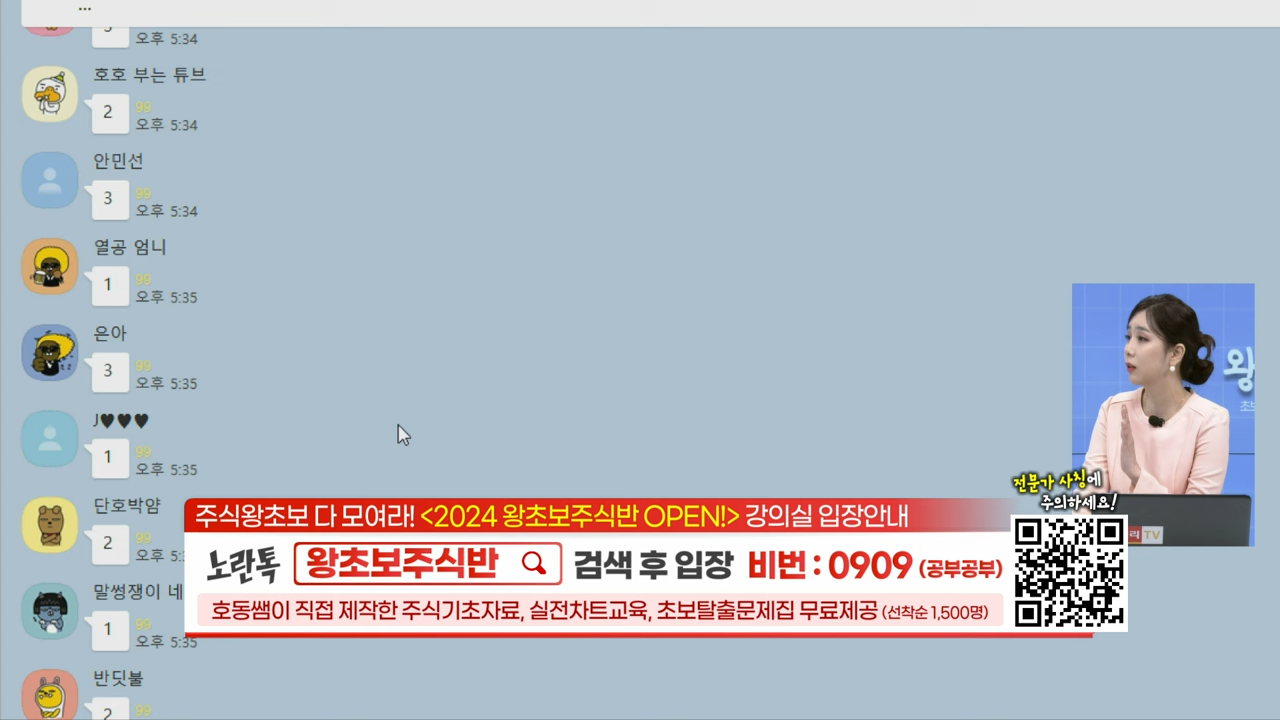 ...
오후 5:34
호호 부는 튜브
2
99
오후 5:34
안민선
3
99
오후 5:34
열공 엄니
1
99
오후 5:35
은아
3
99
오후 5:35
J♥♥♥
1
99
오후 5:35
단호박얌
2
99
오후 5:3
말썽쟁이 네
1
99
오후 5:35
반딧불
2
99
왕
전문가 사칭에
주의하세요!
TV
주식왕초보 다 모여라! <2024 왕초보주식반 OPEN!> 강의실 입장안내
노란톡 왕초보주식반 검색 후 입장 비번 : 0909 (공부공부)
호동쌤이 직접 제작한 주식기초자료, 실전차트교육, 초보탈출문제집 무료제공 (선착순 1,500명)